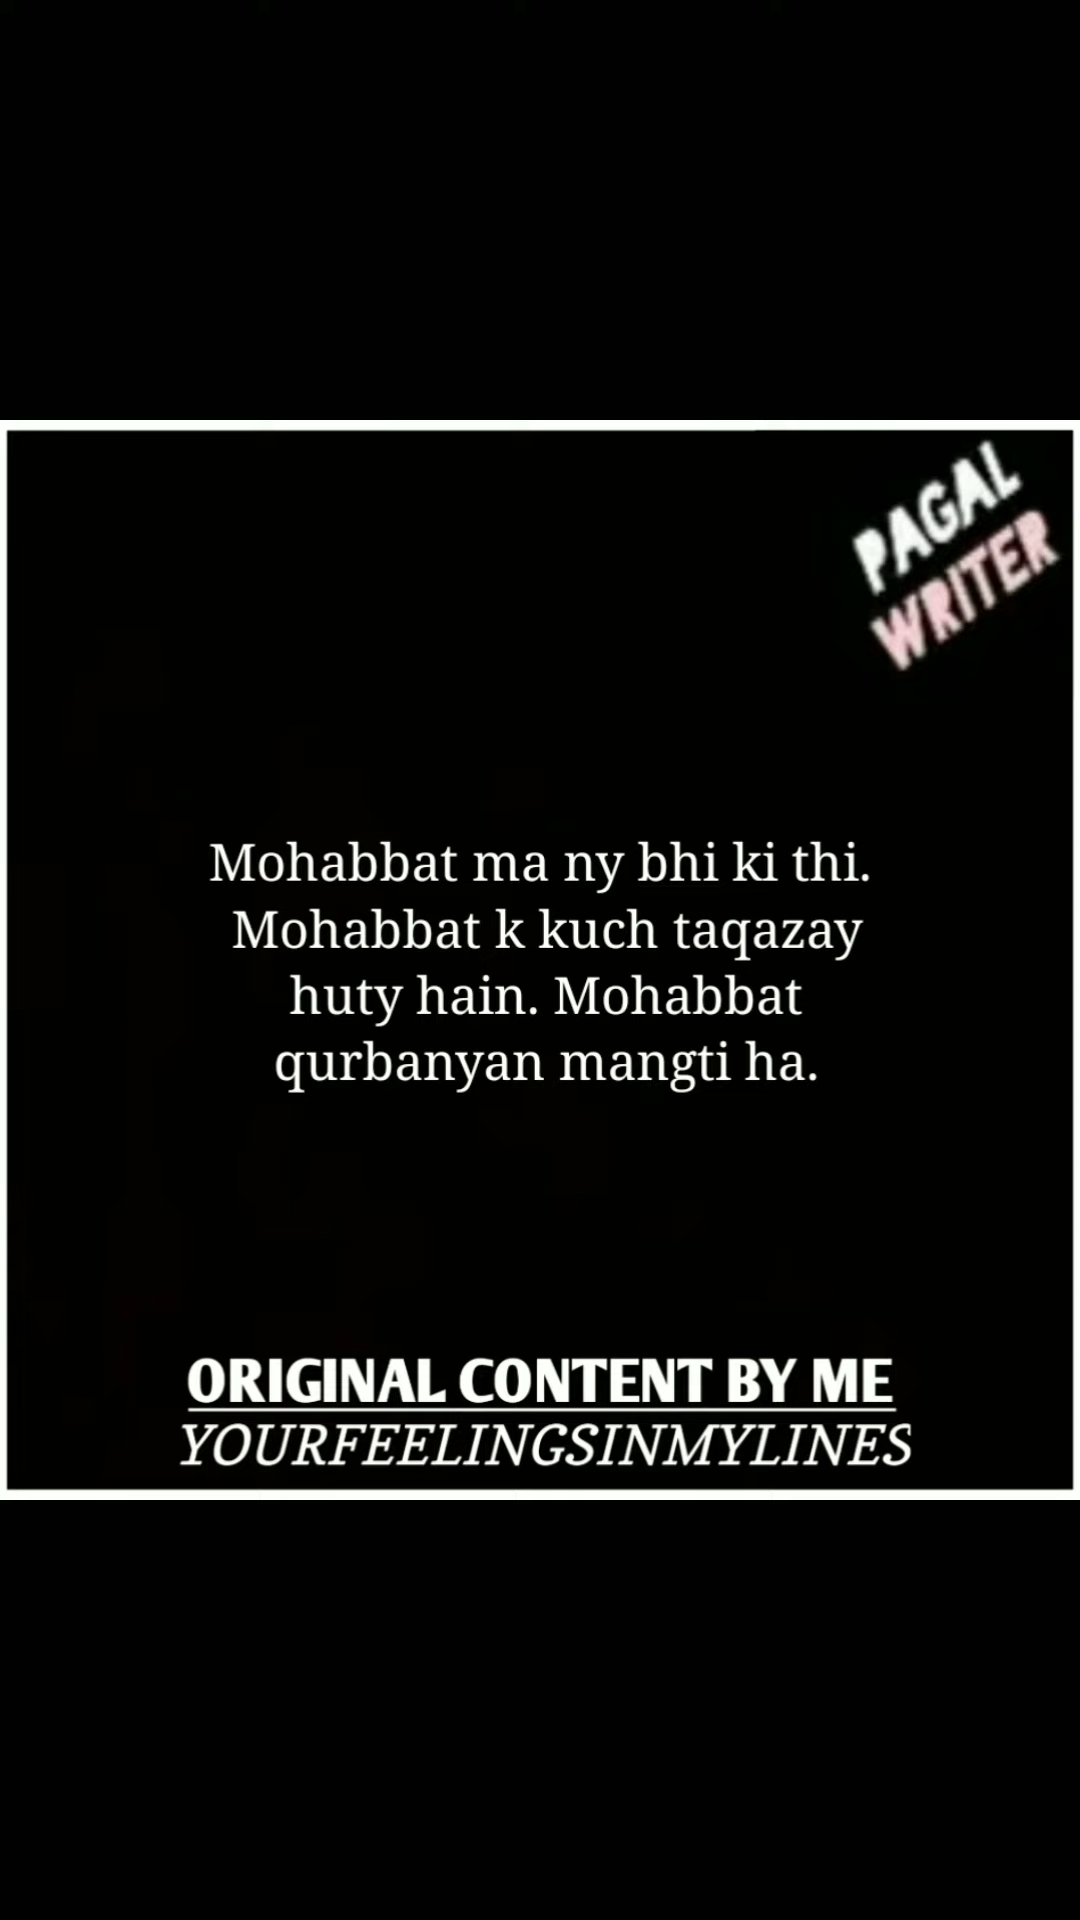 PAGAL
WRITER
Mohabbat ma ny bhi ki thi.
Mohabbat k kuch taqazay
huty hain. Mohabbat
qurbanyan mangti ha.
ORIGINAL CONTENT BY ME
YOURFEELINGSINMYLINES